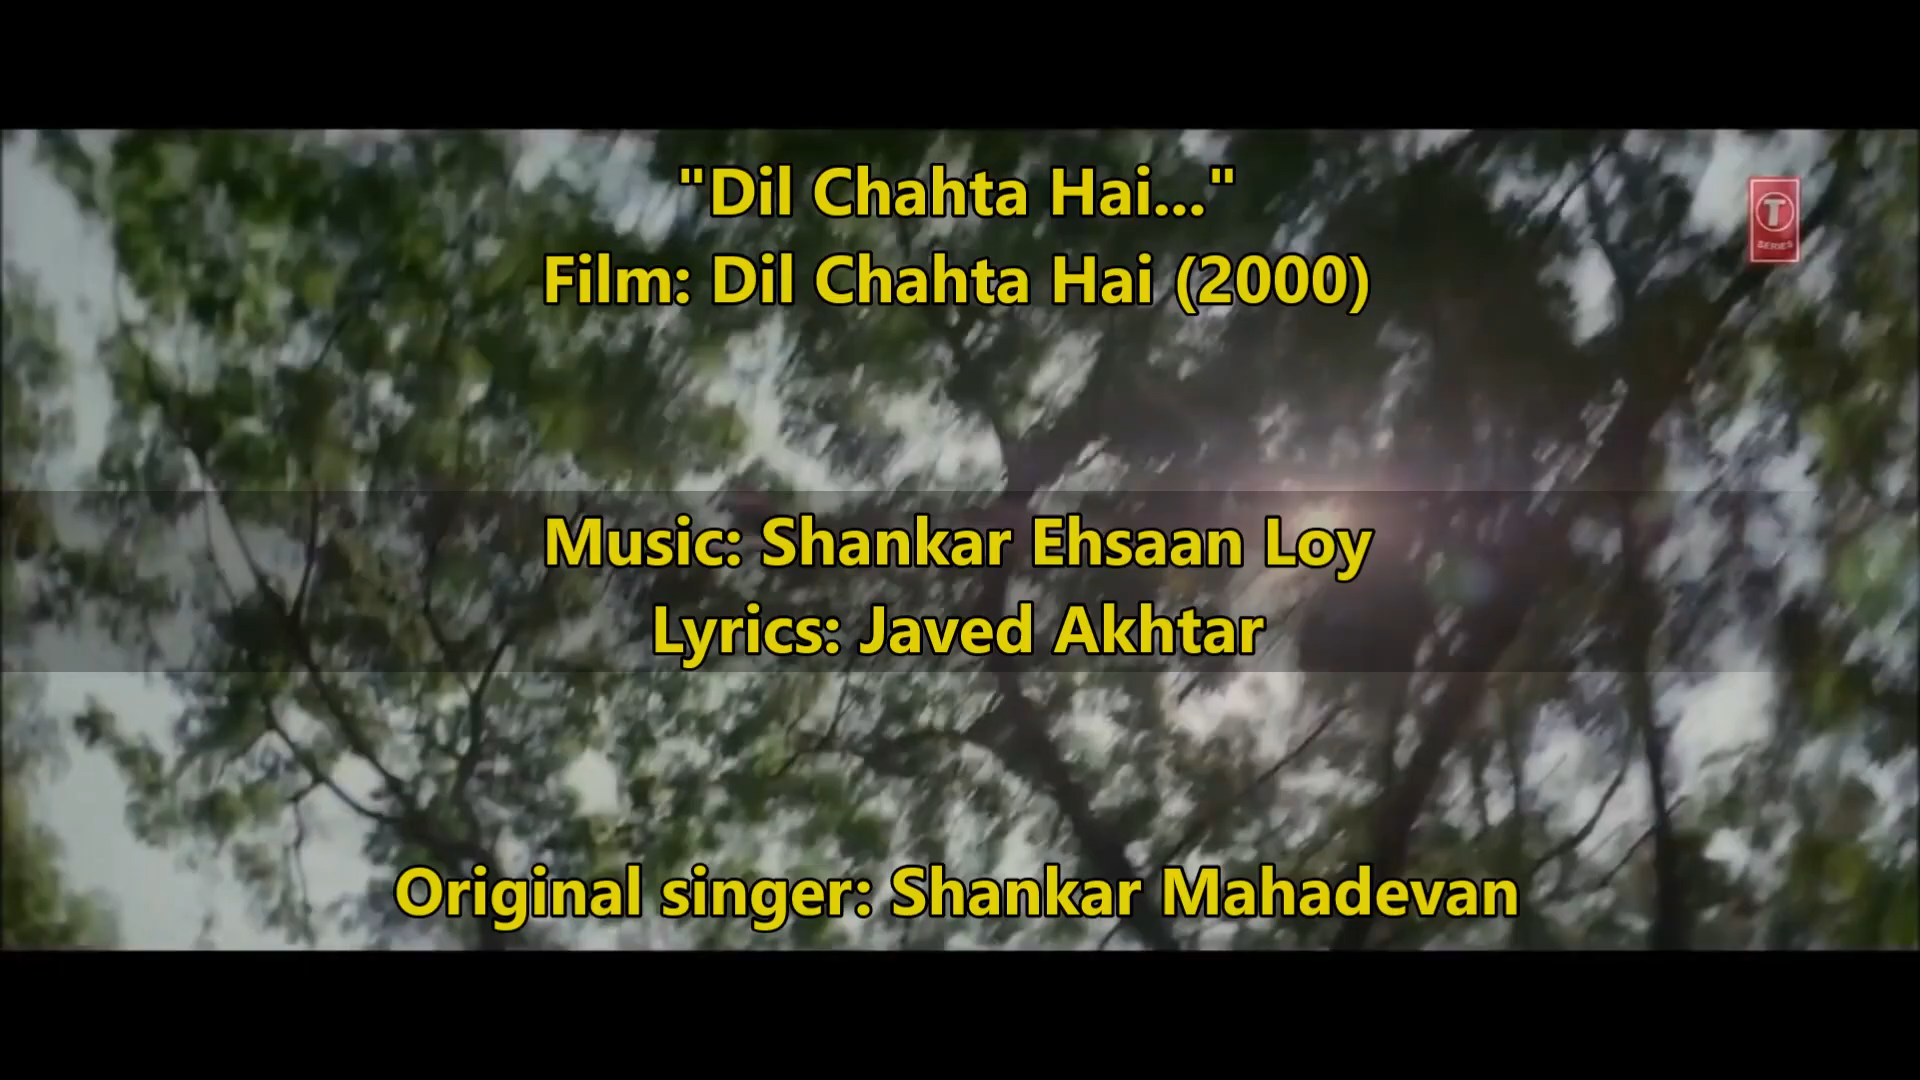 "Dil Chahta Hai..."
Film: Dil Chahta Hai (2000)
T
SERIES
Music: Shankar Ehsaan Loy
Lyrics: Javed Akhtar
Original singer: Shankar Mahadevan